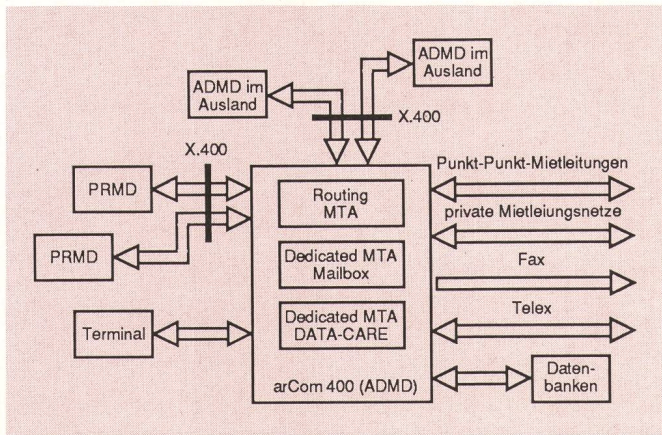 ADMD im
Ausland
ADMD im
Ausland
X.400
X.400
PRMD
PRMD
Terminal
Routing
MTA
Dedicated MTA
Mailbox
Dedicated MTA
DATA-CARE
arCom 400 (ADMD)
Punkt-Punkt-Mietleitungen
private Mietleiungsnetze
Fax
Telex
Daten-
banken